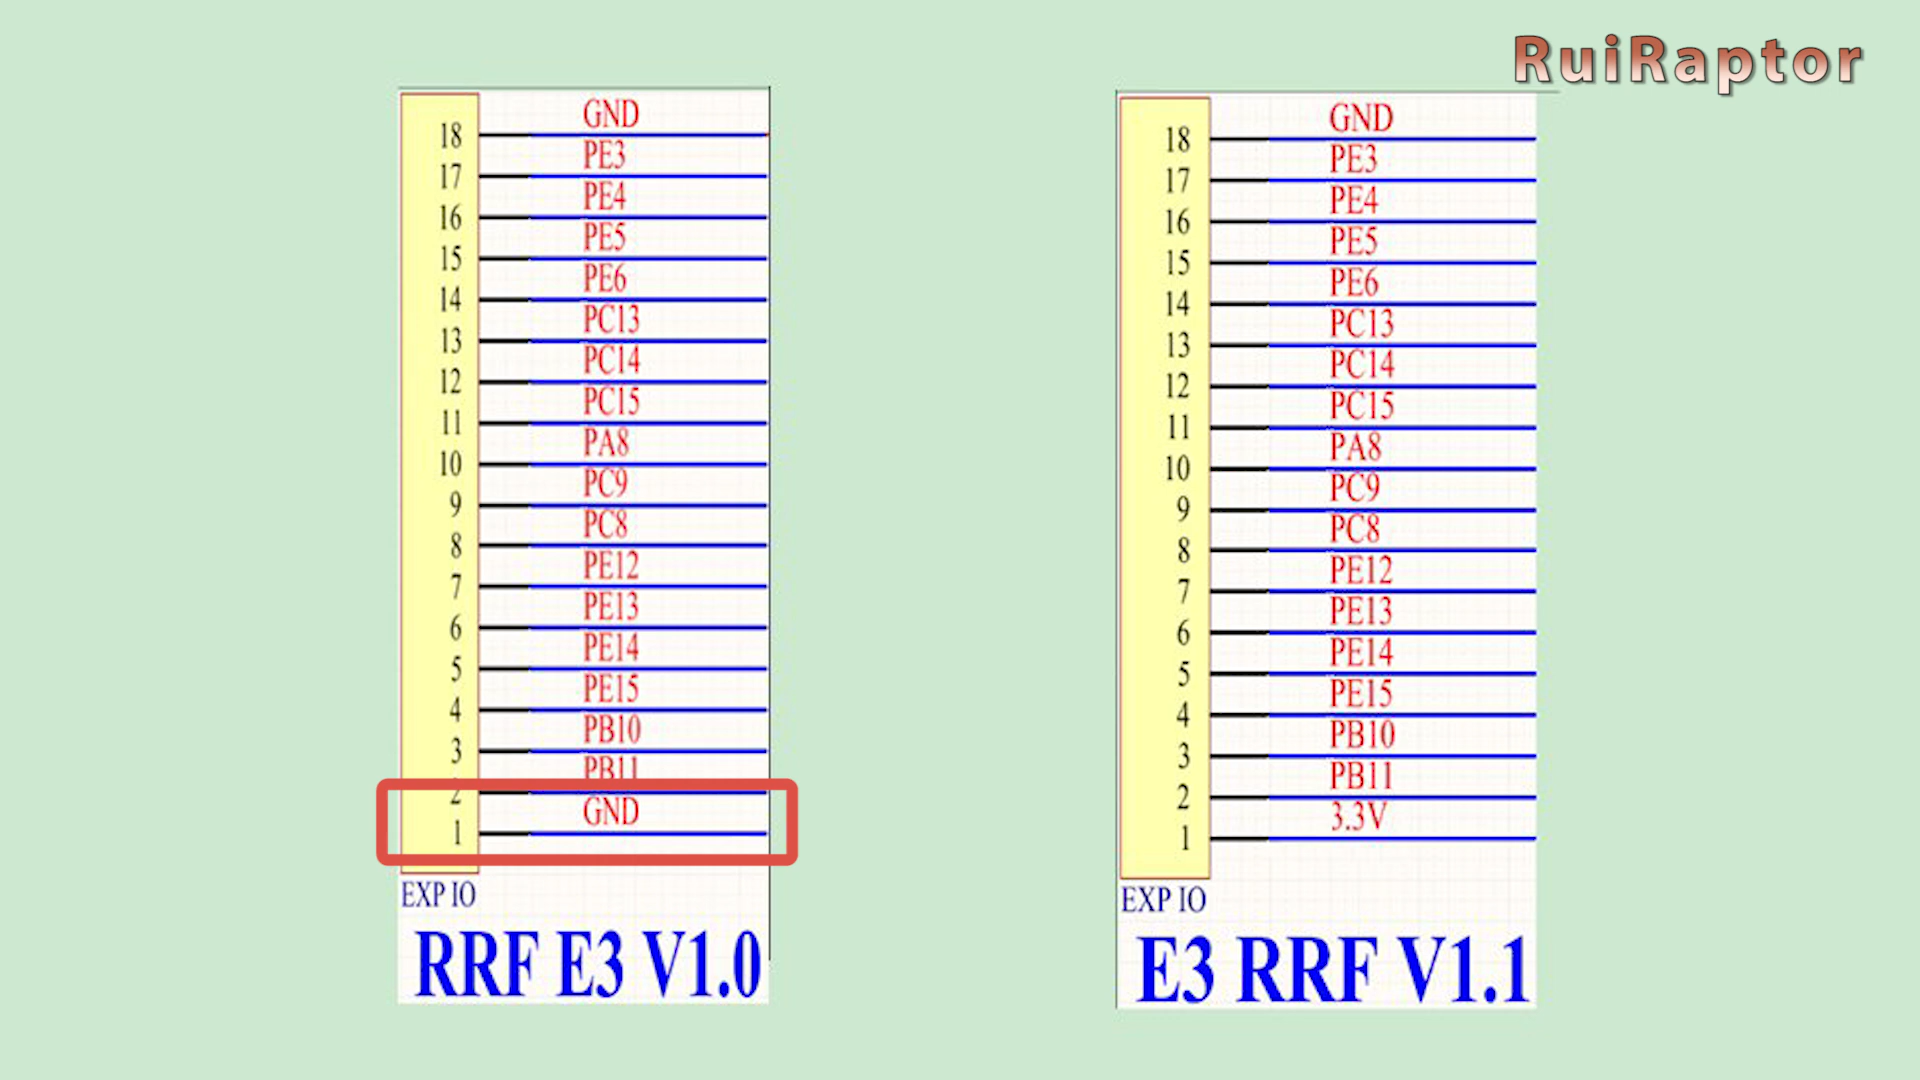 RuiRaptor
18 GND
17 PE3
16 PE4
15 PE5
14 PE6
13 PC13
12 PC14
11 PC15
10 PA8
9 PC9
8 PC8
7 PE12
6 PE13
5 PE14
4 PE15
3 PB10
2 PB11
1 GND
EXP IO
RRF E3 V1.0
18 GND
17 PE3
16 PE4
15 PE5
14 PE6
13 PC13
12 PC14
11 PC15
10 PA8
9 PC9
8 PC8
7 PE12
6 PE13
5 PE14
4 PE15
3 PB10
2 PB11
1 3.3V
EXP IO
E3 RRF V1.1